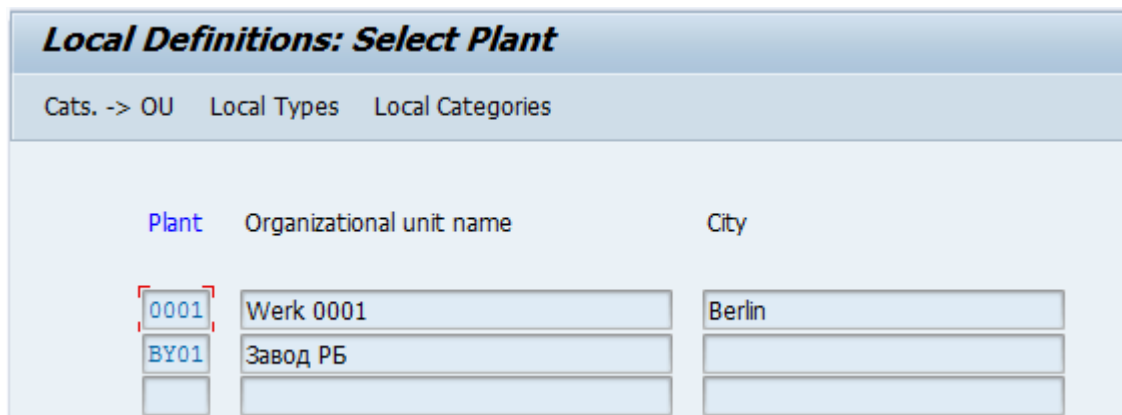 Local Definitions: Select Plant
Cats. -> OU Local Types Local Categories
Plant Organizational unit name City
0001 Werk 0001 Berlin
BY01 Завод РБ